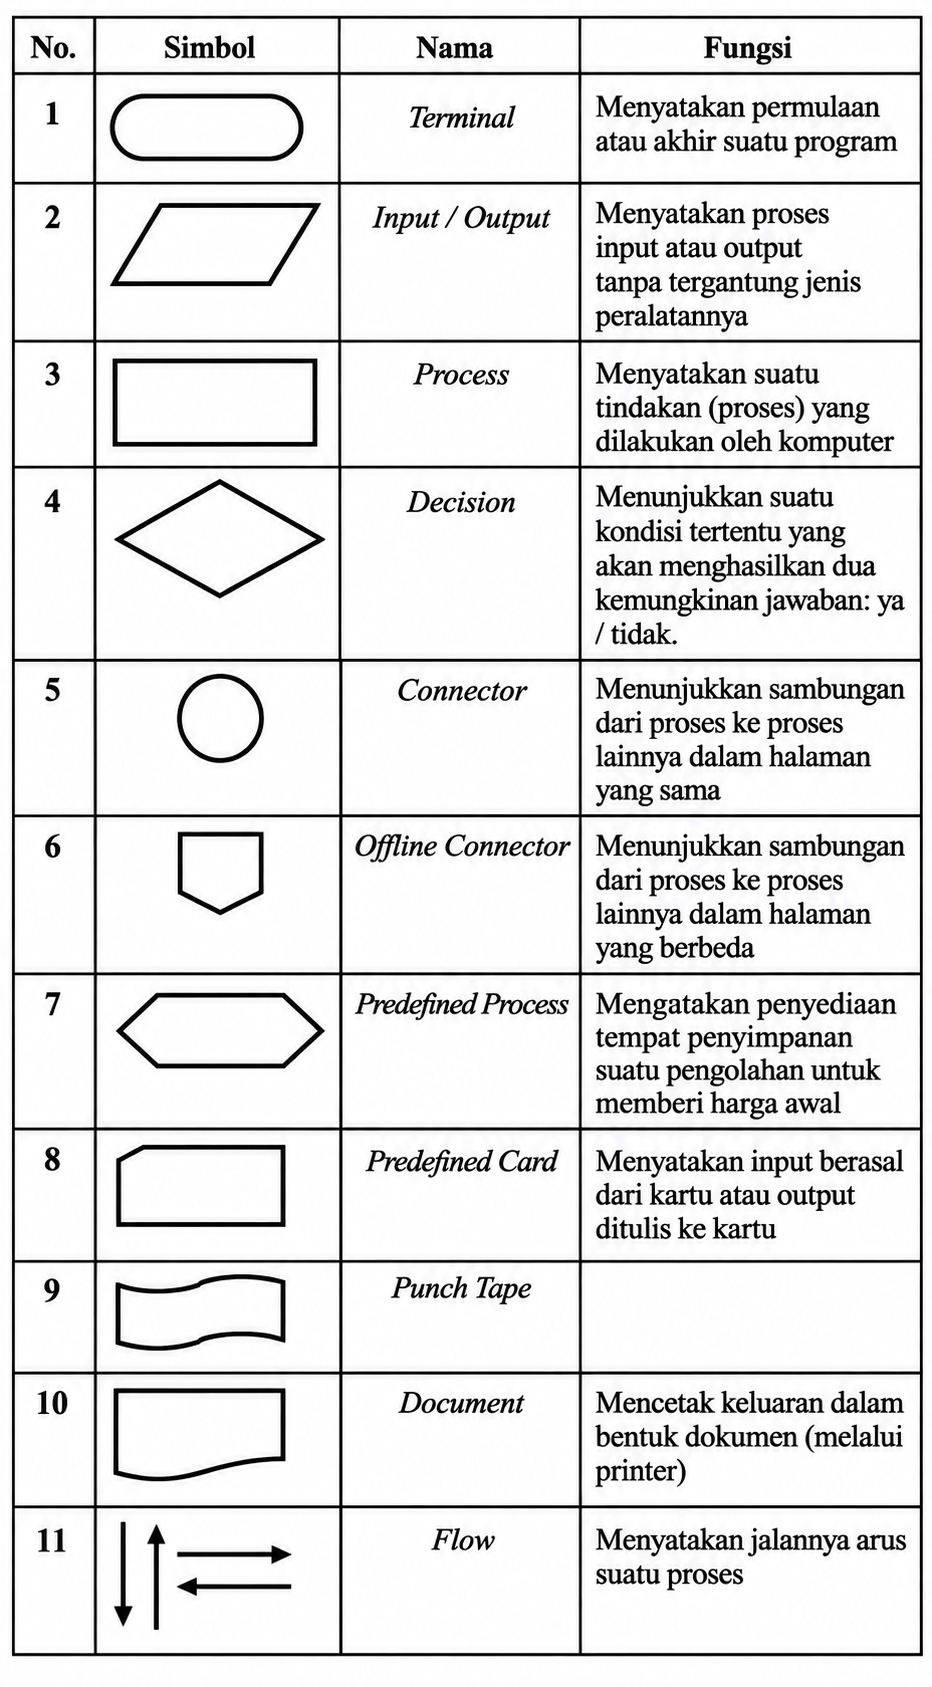 No. Simbol Nama Fungsi
1 Terminal Menyatakan permulaan
atau akhir suatu program
2 Input / Output Menyatakan proses
input atau output
tanpa tergantung jenis
peralatannya
3 Process Menyatakan suatu
tindakan (proses) yang
dilakukan oleh komputer
4 Decision Menunjukkan suatu
kondisi tertentu yang
akan menghasilkan dua
kemungkinan jawaban: ya
/ tidak.
5 Connector Menunjukkan sambungan
dari proses ke proses
lainnya dalam halaman
yang sama
6 Offline Connector Menunjukkan sambungan
dari proses ke proses
lainnya dalam halaman
yang berbeda
7 Predefined Process Mengatakan penyediaan
tempat penyimpanan
suatu pengolahan untuk
memberi harga awal
8 Predefined Card Menyatakan input berasal
dari kartu atau output
ditulis ke kartu
9 Punch Tape
10 Document Mencetak keluaran dalam
bentuk dokumen (melalui
printer)
11 Flow Menyatakan jalannya arus
suatu proses